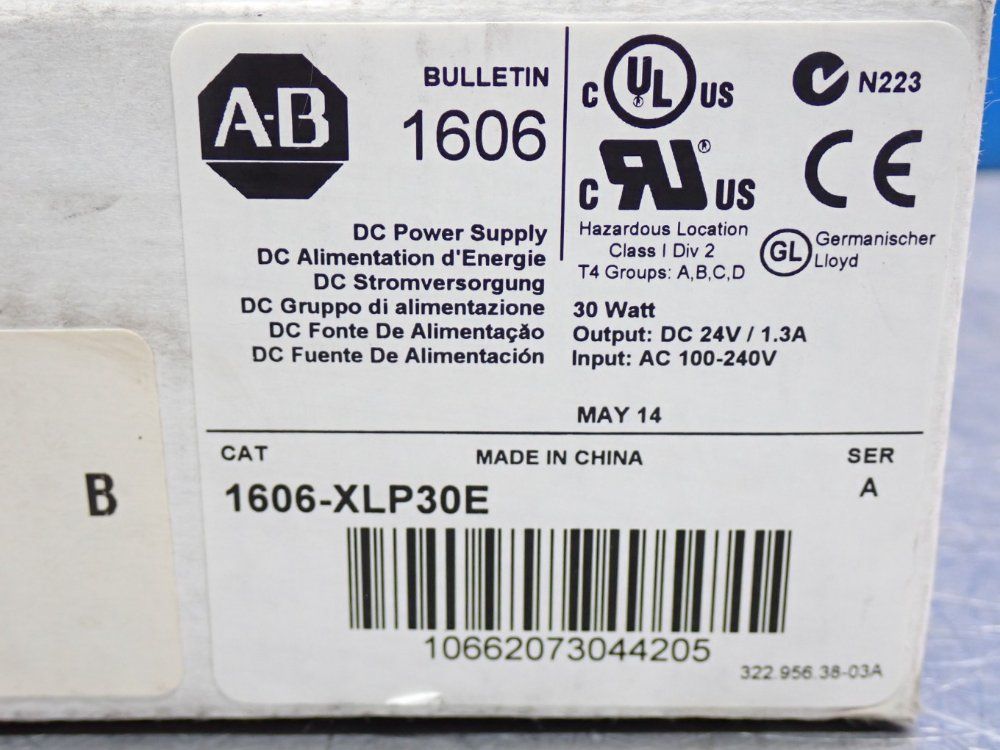 A-B
BULLETIN
1606
DC Power Supply
DC Alimentation d'Energie
DC Stromversorgung
DC Gruppo di alimentazione
DC Fonte De Alimentação
DC Fuente De Alimentación
C UL US
N223
C RU® US
CE
Hazardous Location
Class I Div 2
T4 Groups: A,B,C,D
GL Germanischer
Lloyd
30 Watt
Output: DC 24V / 1.3A
Input: AC 100-240V
MAY 14
CAT
MADE IN CHINA
SER
1606-XLP30E
A
B
10662073044205
322.956.38-03A